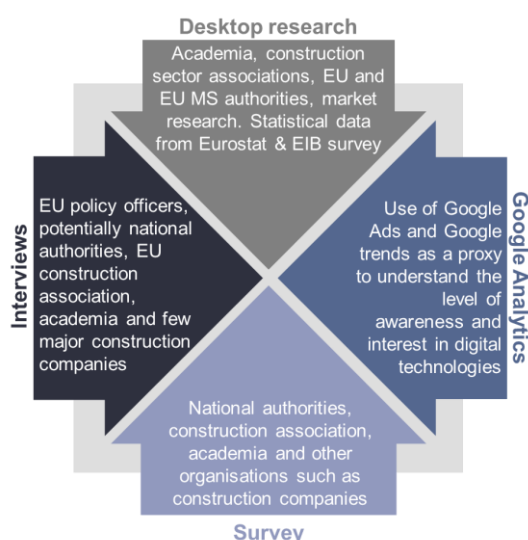 Desktop research
Academia, construction
sector associations, EU and
EU MS authorities, market
research. Statistical data
from Eurostat & EIB survey
Interviews
EU policy officers,
potentially national
authorities, EU
construction
association,
academia and few
major construction
companies
Use of Google
Ads and Google
trends as a proxy
to understand the
level of
awareness and
interest in digital
technologies
Google Analytics
National authorities,
construction association,
academia and other
organisations such as
construction companies
Survey